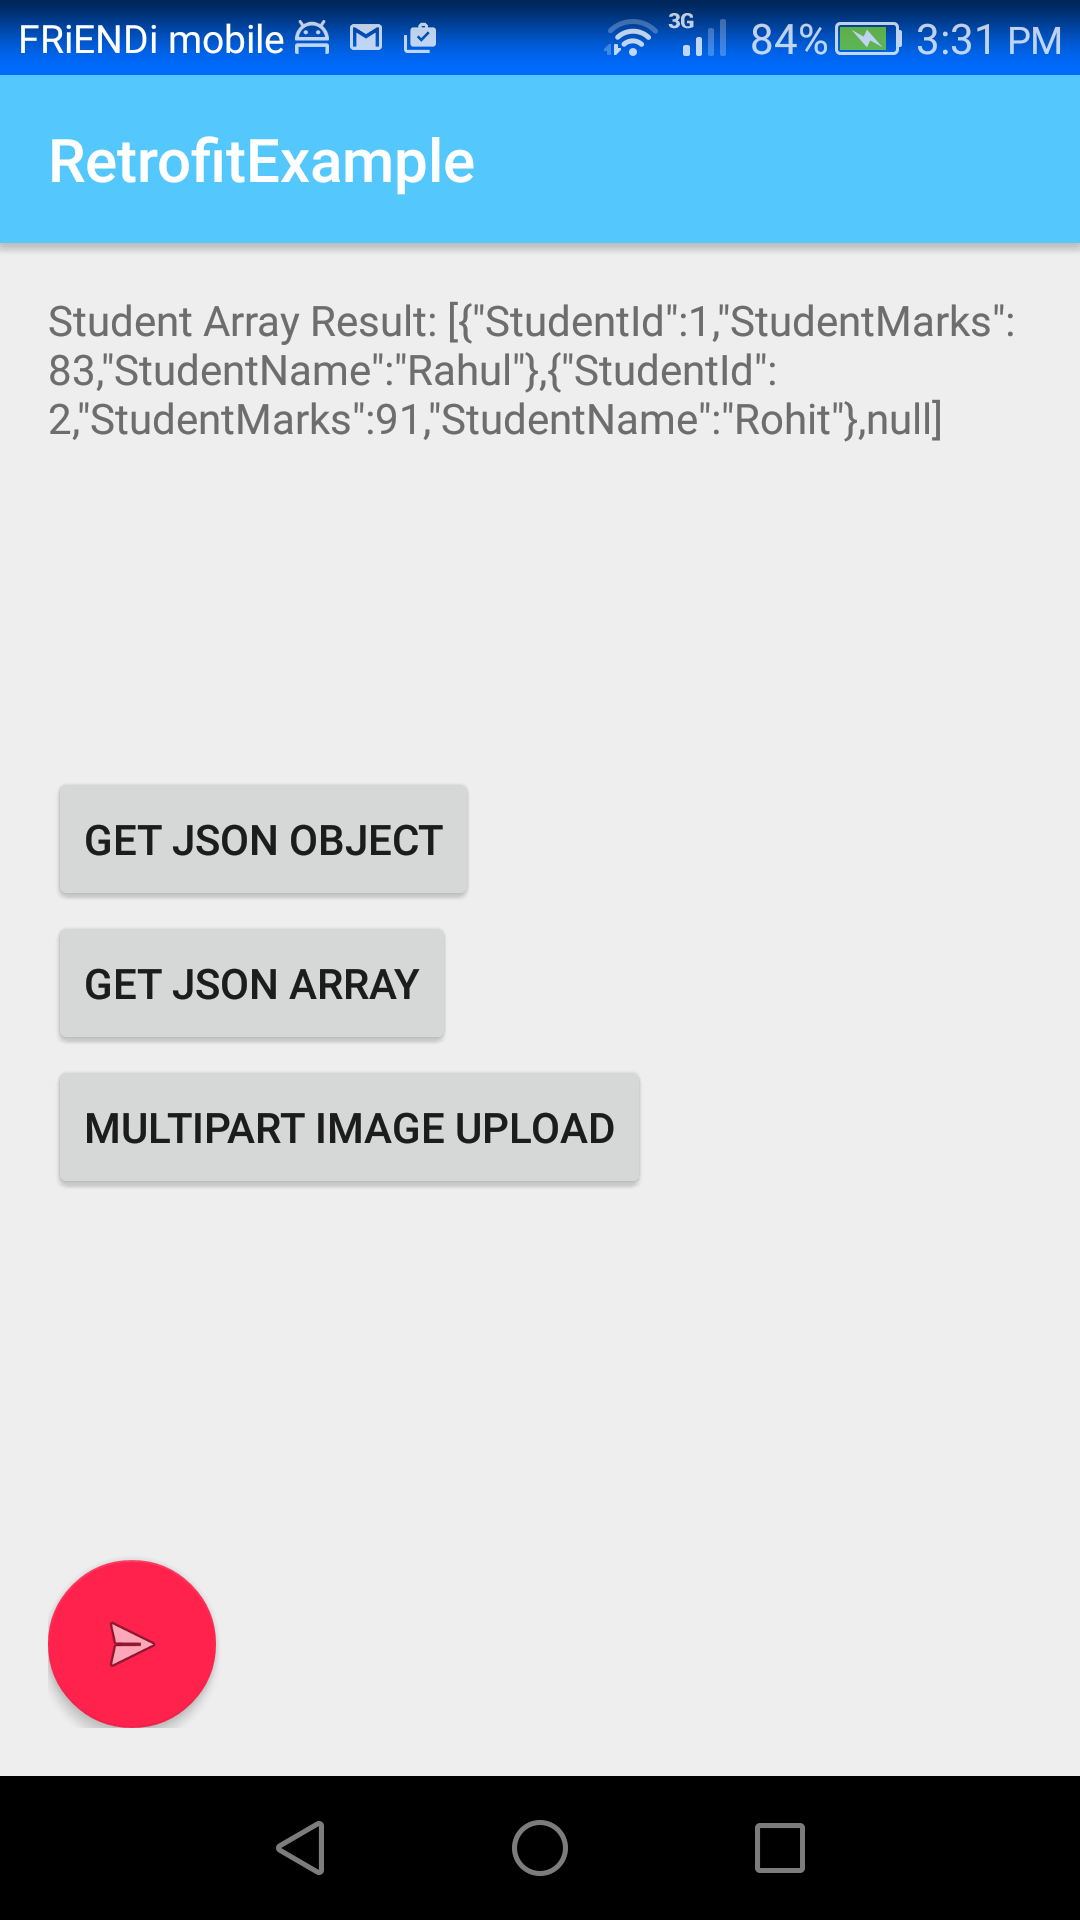 FRiENDi mobile 3G 84% 3:31 PM
RetrofitExample
Student Array Result: [{"StudentId":1,"StudentMarks":
83,"StudentName":"Rahul"},{"StudentId":
2,"StudentMarks":91,"StudentName":"Rohit"},null]
GET JSON OBJECT
GET JSON ARRAY
MULTIPART IMAGE UPLOAD